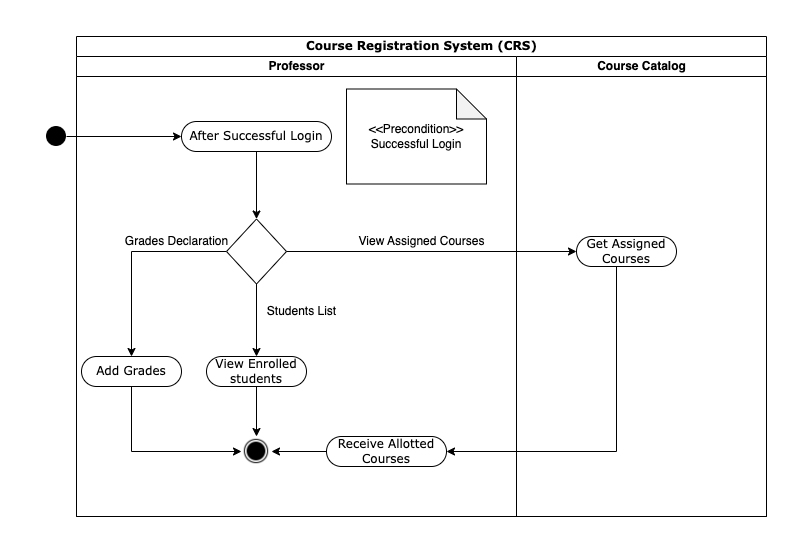 Course Registration System (CRS)
Professor
Course Catalog
<<Precondition>>
Successful Login
After Successful Login
Grades Declaration
View Assigned Courses
Get Assigned
Courses
Students List
Add Grades
View Enrolled
students
Receive Allotted
Courses